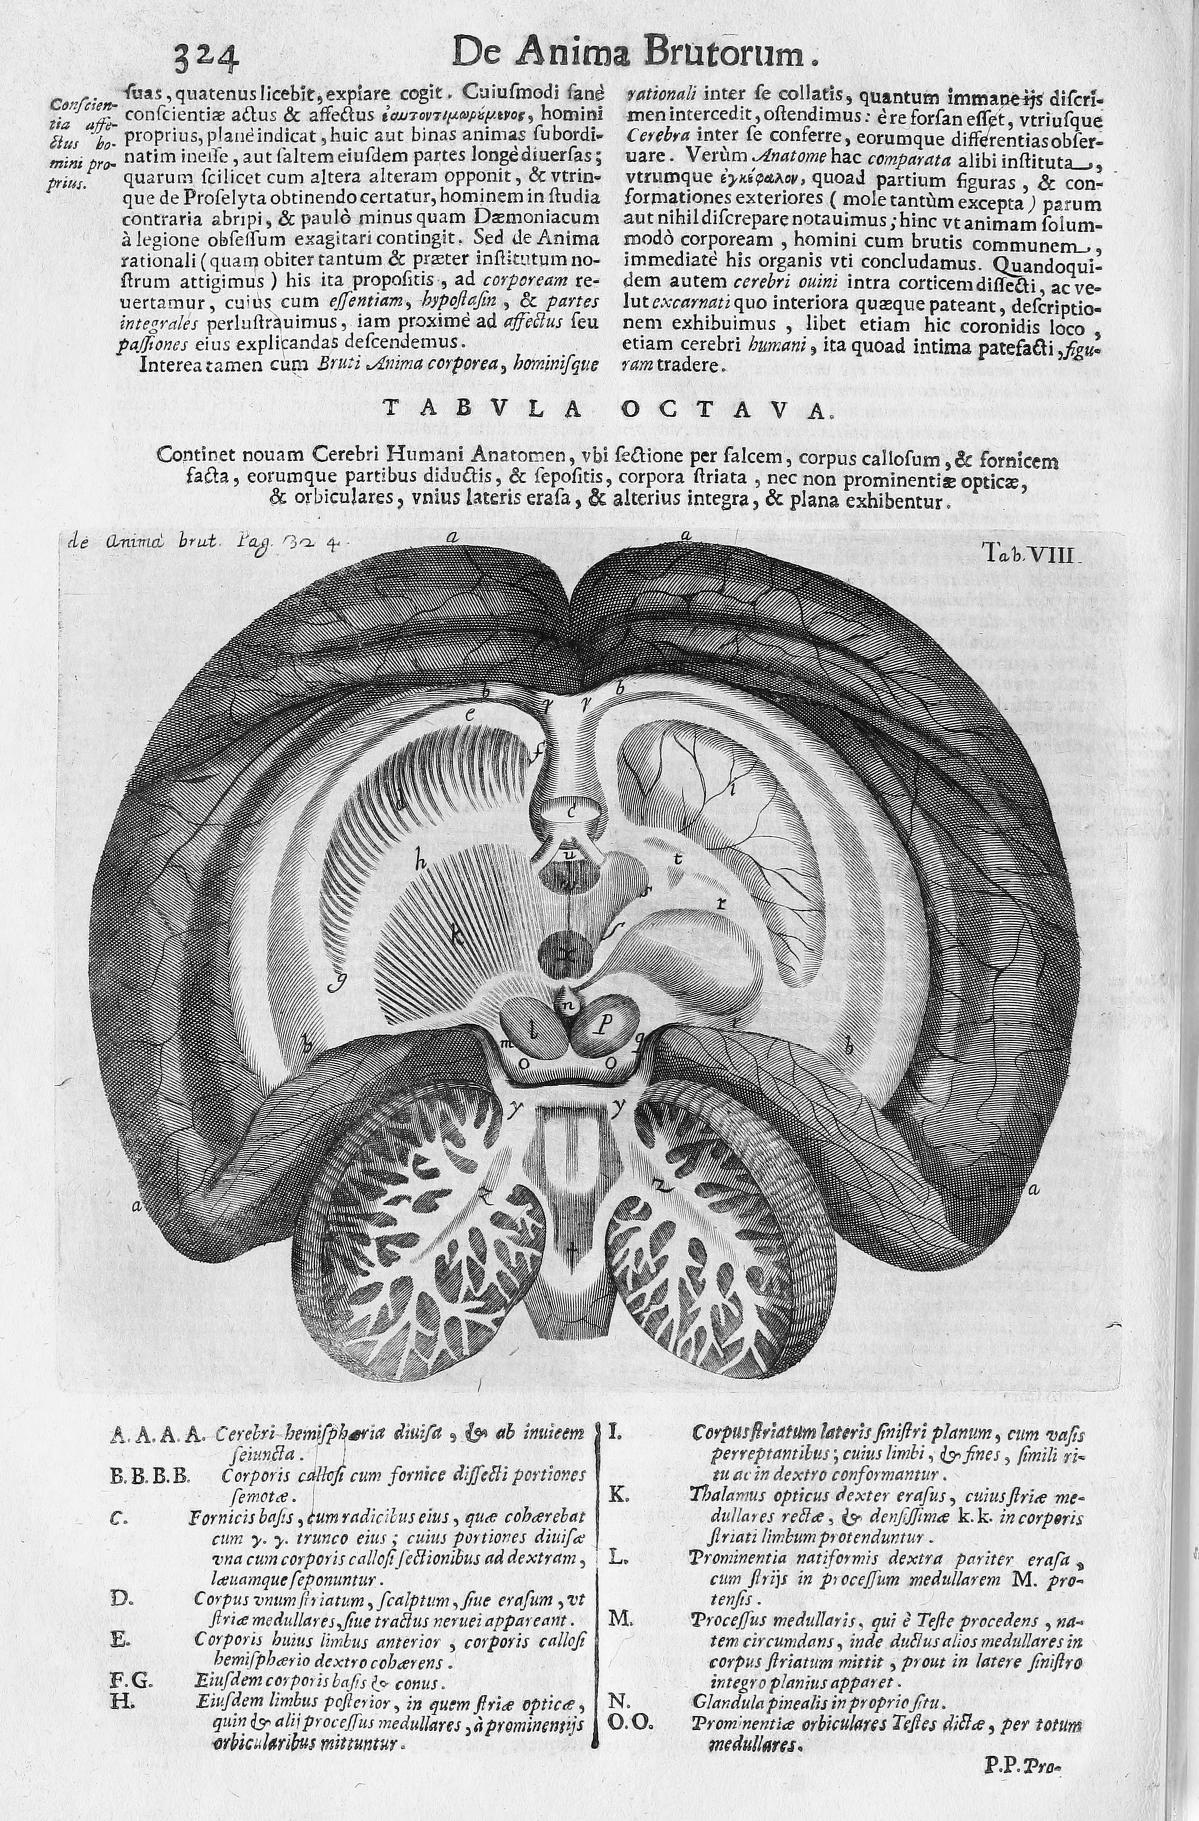 324
De Anima Brutorum.
Conſcien-
tia affe-
ctus ho-
mini pro-
prius.
ſuas, quatenus licebit, expiare cogit. Cuiuſmodi ſanè
conſcientiæ actus & affectus ἑαυτοντιμωρύμενος, homini
proprius, planè indicat, huic aut binas animas ſubordi-
natim ineſſe, aut ſaltem eiuſdem partes longè diuerſas;
quarum ſcilicet cum altera alteram opponit, & vtrin-
que de Proſelyta obtinendo certatur, hominem in ſtudia
contraria abripi, & paulò minus quam Dæmoniacum
à legione obſeſſum exagitari contingit. Sed de Anima
rationali (quam obiter tantum & præter inſtitutum no-
ſtrum attigimus) his ita propoſitis, ad corpoream re-
uertamur, cuius cum eſſentiam, hypoſtaſin, & partes
integrales perluſtrauimus, iam proximè ad affectus ſeu
paſſiones eius explicandas deſcendemus.
Interea tamen cum Bruti Anima corporea, hominiſque
rationali inter ſe collatis, quantum immane ijs diſcri-
men intercedit, oſtendimus: è re forſan eſſet, vtriuſque
Cerebra inter ſe conferre, eorumque differentias obſer-
uare. Verùm Anatome hac comparata alibi inſtituta,
vtrumque ἐγκέφαλον, quoad partium figuras, & con-
formationes exteriores (mole tantùm excepta) parum
aut nihil diſcrepare notauimus; hinc vt animam ſolum-
modò corpoream, homini cum brutis communem,
immediatè his organis vti concludamus. Quandoqui-
dem autem cerebri ouini intra corticem diſſecti, ac ve-
lut excarnati quo interiora quæque pateant, deſcriptio-
nem exhibuimus, libet etiam hic coronidis loco,
etiam cerebri humani, ita quoad intima patefacti, figu-
ram tradere.
TABVLA OCTAVA.
Continet nouam Cerebri Humani Anatomen, vbi ſectione per falcem, corpus calloſum, & fornicem
facta, eorumque partibus diductis, & ſepoſitis, corpora ſtriata, nec non prominentiæ opticæ,
& orbiculares, vnius lateris eraſa, & alterius integra, & plana exhibentur.
de Anima brut. Pag. 324.
Tab. VIII.
a a
b b
γ γ
e
f
d
c
i
h
u
t
s
r
k
ſ
x
g
n
l p
m q
t
b b
O O
y y
z z
a a
†
A. A. A. A. Cerebri hemiſphæria diuiſa, & ab inuicem
ſeiuncta.
B. B. B. B. Corporis calloſi cum fornice diſſecti portiones
ſemotæ.
C. Fornicis baſis, cum radicibus eius, quæ cohærebat
cum γ. γ. trunco eius; cuius portiones diuiſæ
vna cum corporis calloſi ſectionibus ad dextram,
læuamque ſeponuntur.
D. Corpus vnum ſtriatum, ſcalptum, ſiue eraſum, vt
ſtriæ medullares, ſiue tractus neruei appareant.
E. Corporis huius limbus anterior, corporis calloſi
hemiſphærio dextro cohærens.
F. G. Eiuſdem corporis baſis & conus.
H. Eiuſdem limbus poſterior, in quem ſtriæ opticæ,
quin & alij proceſſus medullares, à prominentijs
orbicularibus mittuntur.
I. Corpus ſtriatum lateris ſiniſtri planum, cum vaſis
perreptantibus; cuius limbi, & fines, ſimili ri-
tu ac in dextro conformantur.
K. Thalamus opticus dexter eraſus, cuius ſtriæ me-
dullares rectæ, & denſiſſimæ k. k. in corporis
ſtriati limbum protenduntur.
L. Prominentia natiformis dextra pariter eraſa,
cum ſtrijs in proceſſum medullarem M. pro-
tenſis.
M. Proceſſus medullaris, qui è Teſte procedens, na-
tem circumdans, inde ductus alios medullares in
corpus ſtriatum mittit, prout in latere ſiniſtro
integro planius apparet.
N. Glandula pinealis in proprio ſitu.
O. O. Prominentiæ orbiculares Teſtes dictæ, per totum
medullares.
P. P. Pro-